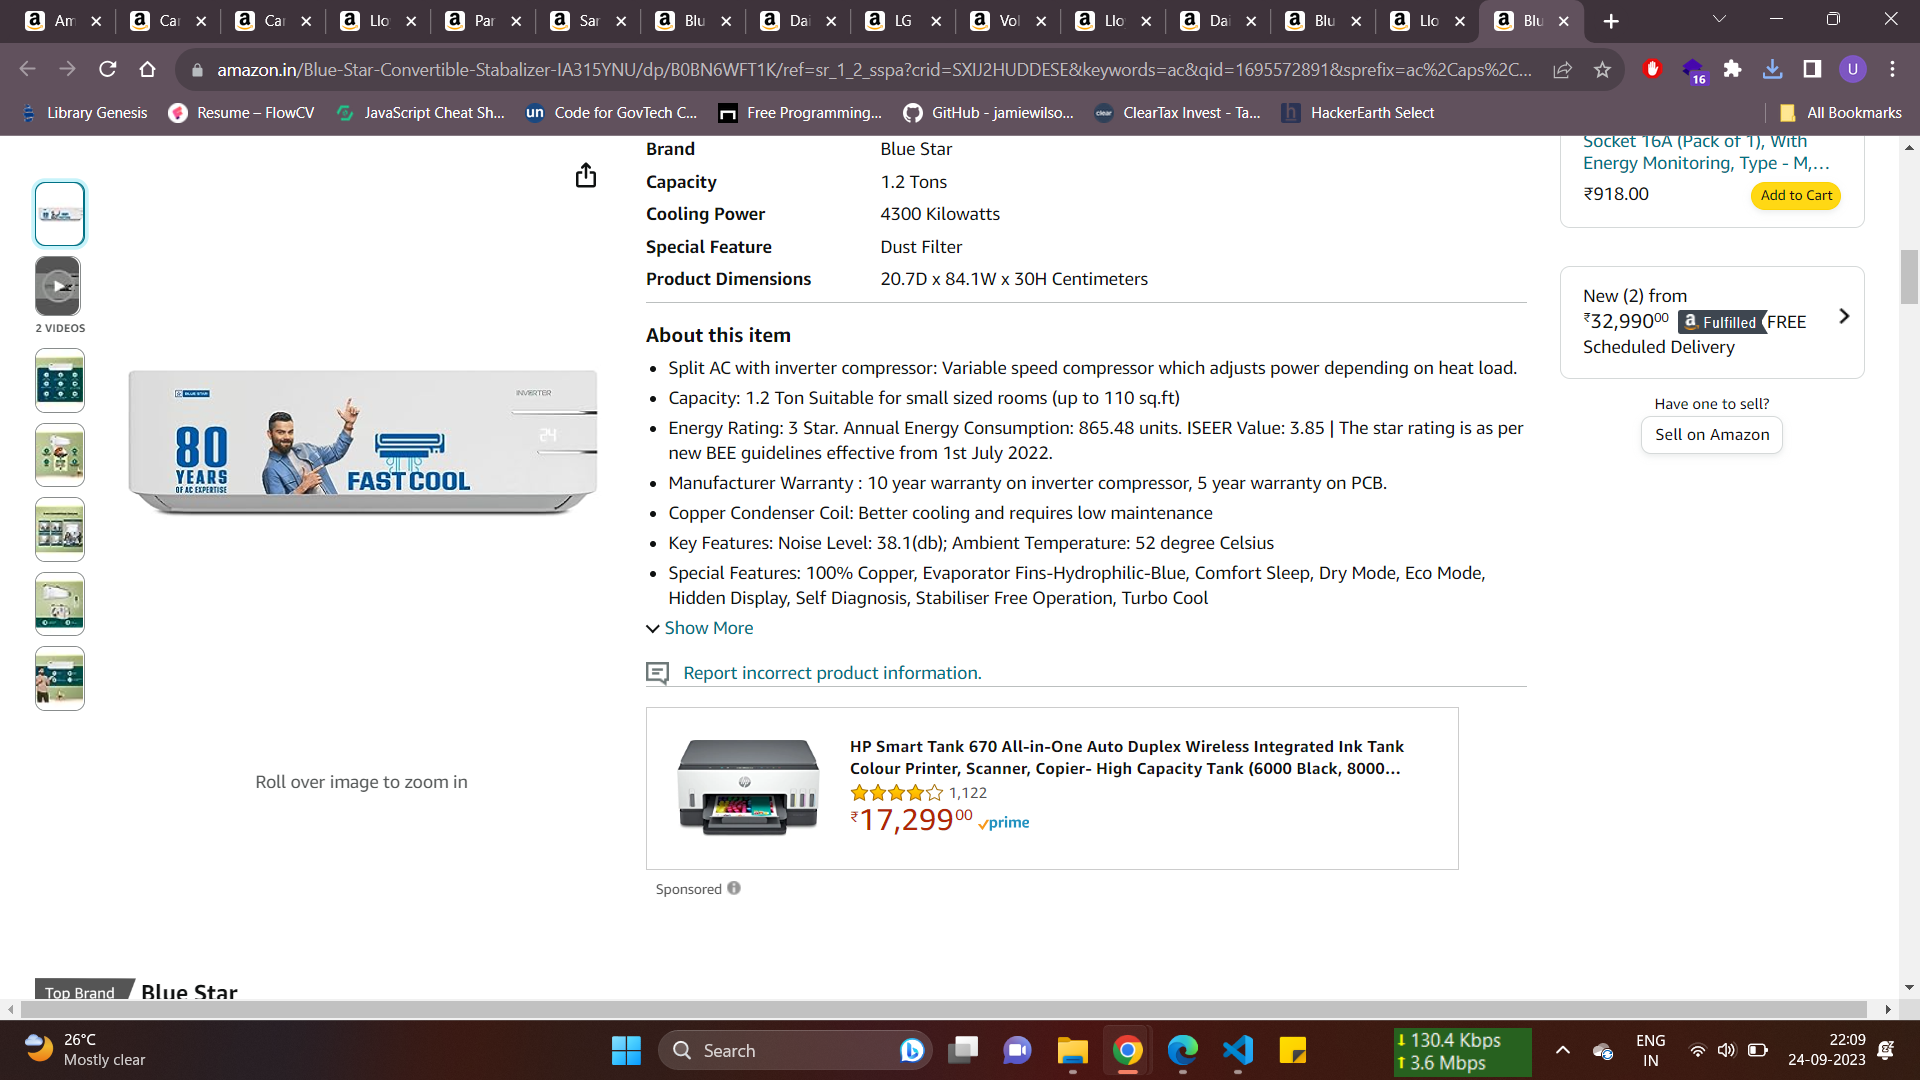 Am
Car
Car
Llo
Par
Sar
Blu
Dai
LG
Vol
Llo
Dai
Blu
Llo
Blu
amazon.in/Blue-Star-Convertible-Stabalizer-IA315YNU/dp/B0BN6WFT1K/ref=sr_1_2_sspa?crid=SXIJ2HUDDESE&keywords=ac&qid=1695572891&sprefix=ac%2Caps%2C...
16
U
Library Genesis
Resume – FlowCV
JavaScript Cheat Sh...
un
Code for GovTech C...
Free Programming...
GitHub - jamiewilso...
clear
ClearTax Invest - Ta...
h
HackerEarth Select
All Bookmarks
2 VIDEOS
BLUE STAR
INVERTER
24
80
YEARS
OF AC EXPERTISE
FAST COOL
Roll over image to zoom in
Brand Blue Star
Capacity 1.2 Tons
Cooling Power 4300 Kilowatts
Special Feature Dust Filter
Product Dimensions 20.7D x 84.1W x 30H Centimeters
About this item
• Split AC with inverter compressor: Variable speed compressor which adjusts power depending on heat load.
• Capacity: 1.2 Ton Suitable for small sized rooms (up to 110 sq.ft)
• Energy Rating: 3 Star. Annual Energy Consumption: 865.48 units. ISEER Value: 3.85 | The star rating is as per
new BEE guidelines effective from 1st July 2022.
• Manufacturer Warranty : 10 year warranty on inverter compressor, 5 year warranty on PCB.
• Copper Condenser Coil: Better cooling and requires low maintenance
• Key Features: Noise Level: 38.1(db); Ambient Temperature: 52 degree Celsius
• Special Features: 100% Copper, Evaporator Fins-Hydrophilic-Blue, Comfort Sleep, Dry Mode, Eco Mode,
Hidden Display, Self Diagnosis, Stabiliser Free Operation, Turbo Cool
Show More
Report incorrect product information.
hp
HP Smart Tank 670 All-in-One Auto Duplex Wireless Integrated Ink Tank
Colour Printer, Scanner, Copier- High Capacity Tank (6000 Black, 8000...
1,122
₹17,29900 prime
Sponsored
Socket 16A (Pack of 1), With
Energy Monitoring, Type - M,...
₹918.00
Add to Cart
New (2) from
₹32,99000 a Fulfilled FREE
Scheduled Delivery
Have one to sell?
Sell on Amazon
Top Brand
Blue Star
26°C
Mostly clear
Search
130.4 Kbps
3.6 Mbps
ENG
IN
22:09
24-09-2023